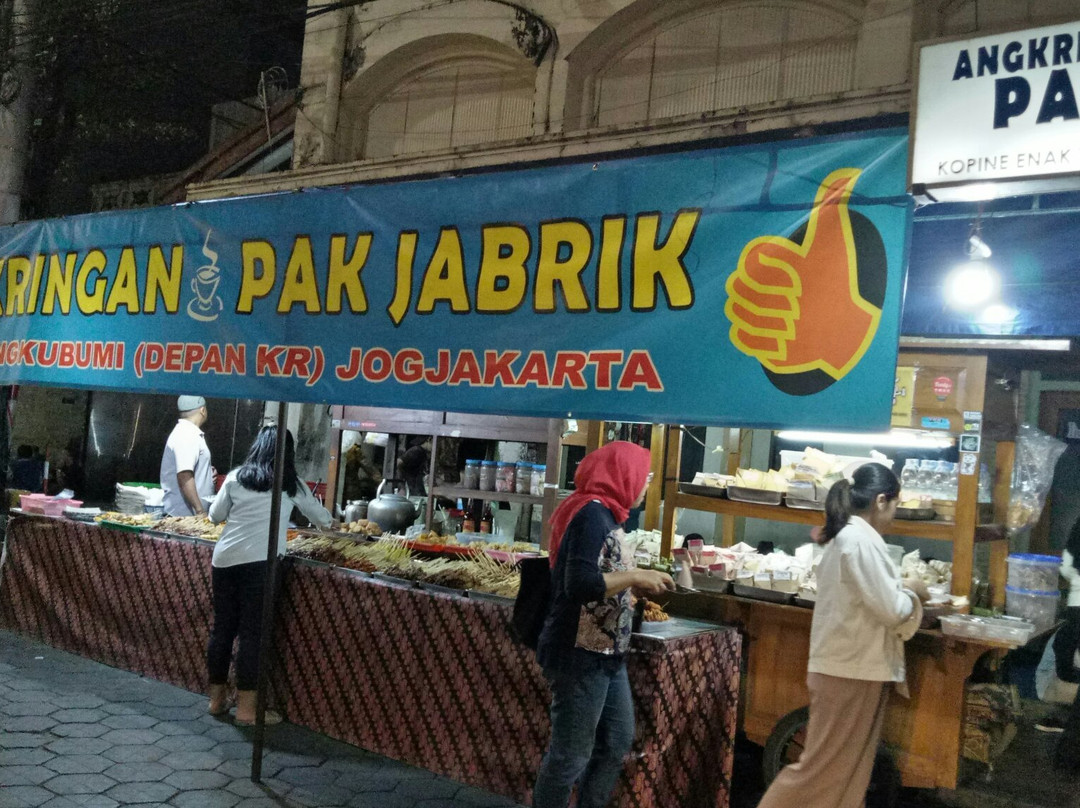 KRINGAN PAK JABRIK
NGKUBUMI (DEPAN KR) JOGJAKARTA
ANGKRI
PA
KOPINE ENAK